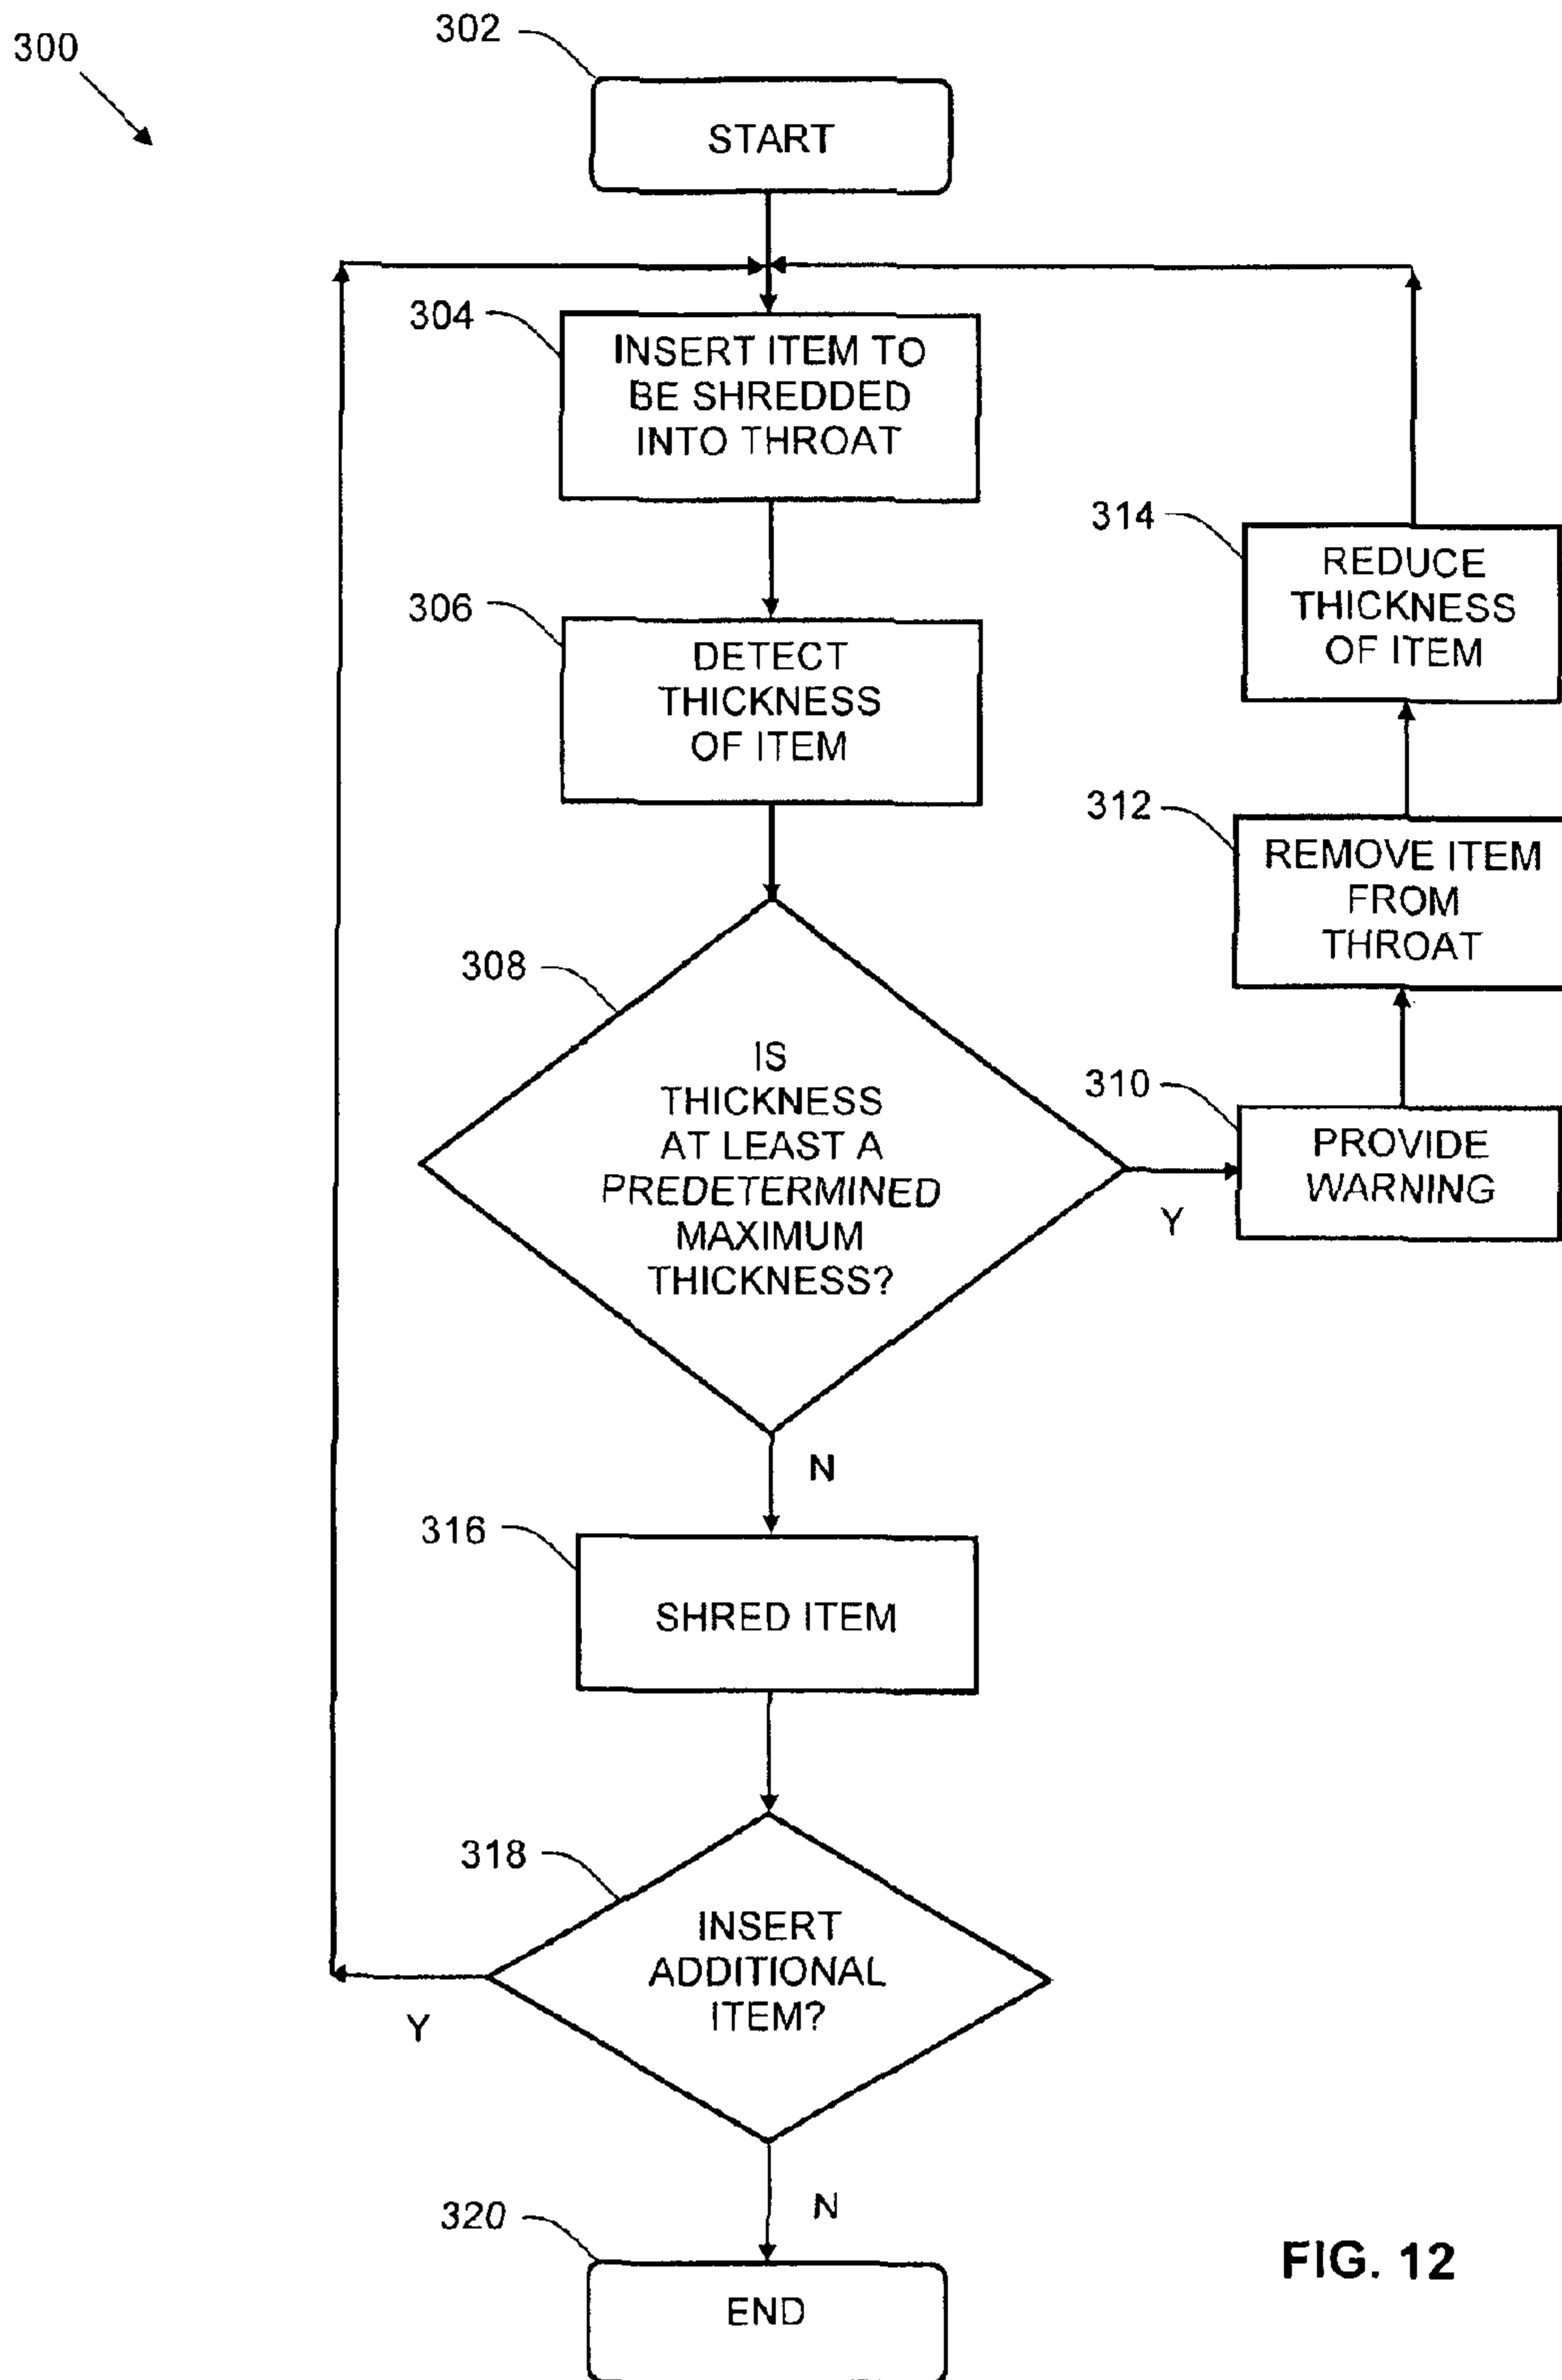 300
302
START
304
INSERT ITEM TO
BE SHREDDED
INTO THROAT
306
DETECT
THICKNESS
OF ITEM
308
IS
THICKNESS
AT LEAST A
PREDETERMINED
MAXIMUM
THICKNESS?
Y
310
PROVIDE
WARNING
312
REMOVE ITEM
FROM
THROAT
314
REDUCE
THICKNESS
OF ITEM
N
316
SHRED ITEM
318
INSERT
ADDITIONAL
ITEM?
Y
N
320
END
FIG. 12